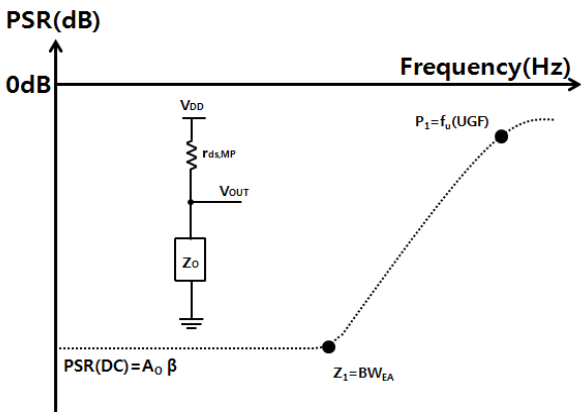 PSR(dB)
0dB
Frequency(Hz)
VDD
rds,MP
VOUT
ZO
P1=fu(UGF)
PSR(DC)=AO β
Z1=BWEA